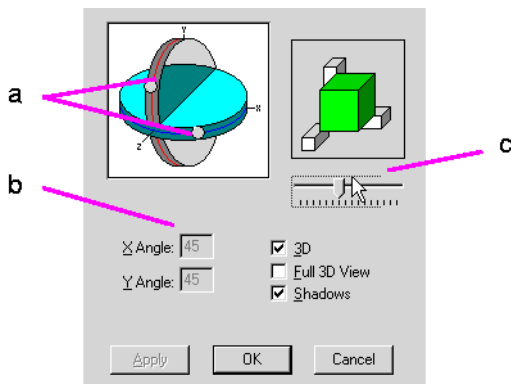 Y
a
X
Z
c
b
X Angle: 45
3D
Full 3D View
Y Angle: 45
Shadows
Apply OK Cancel